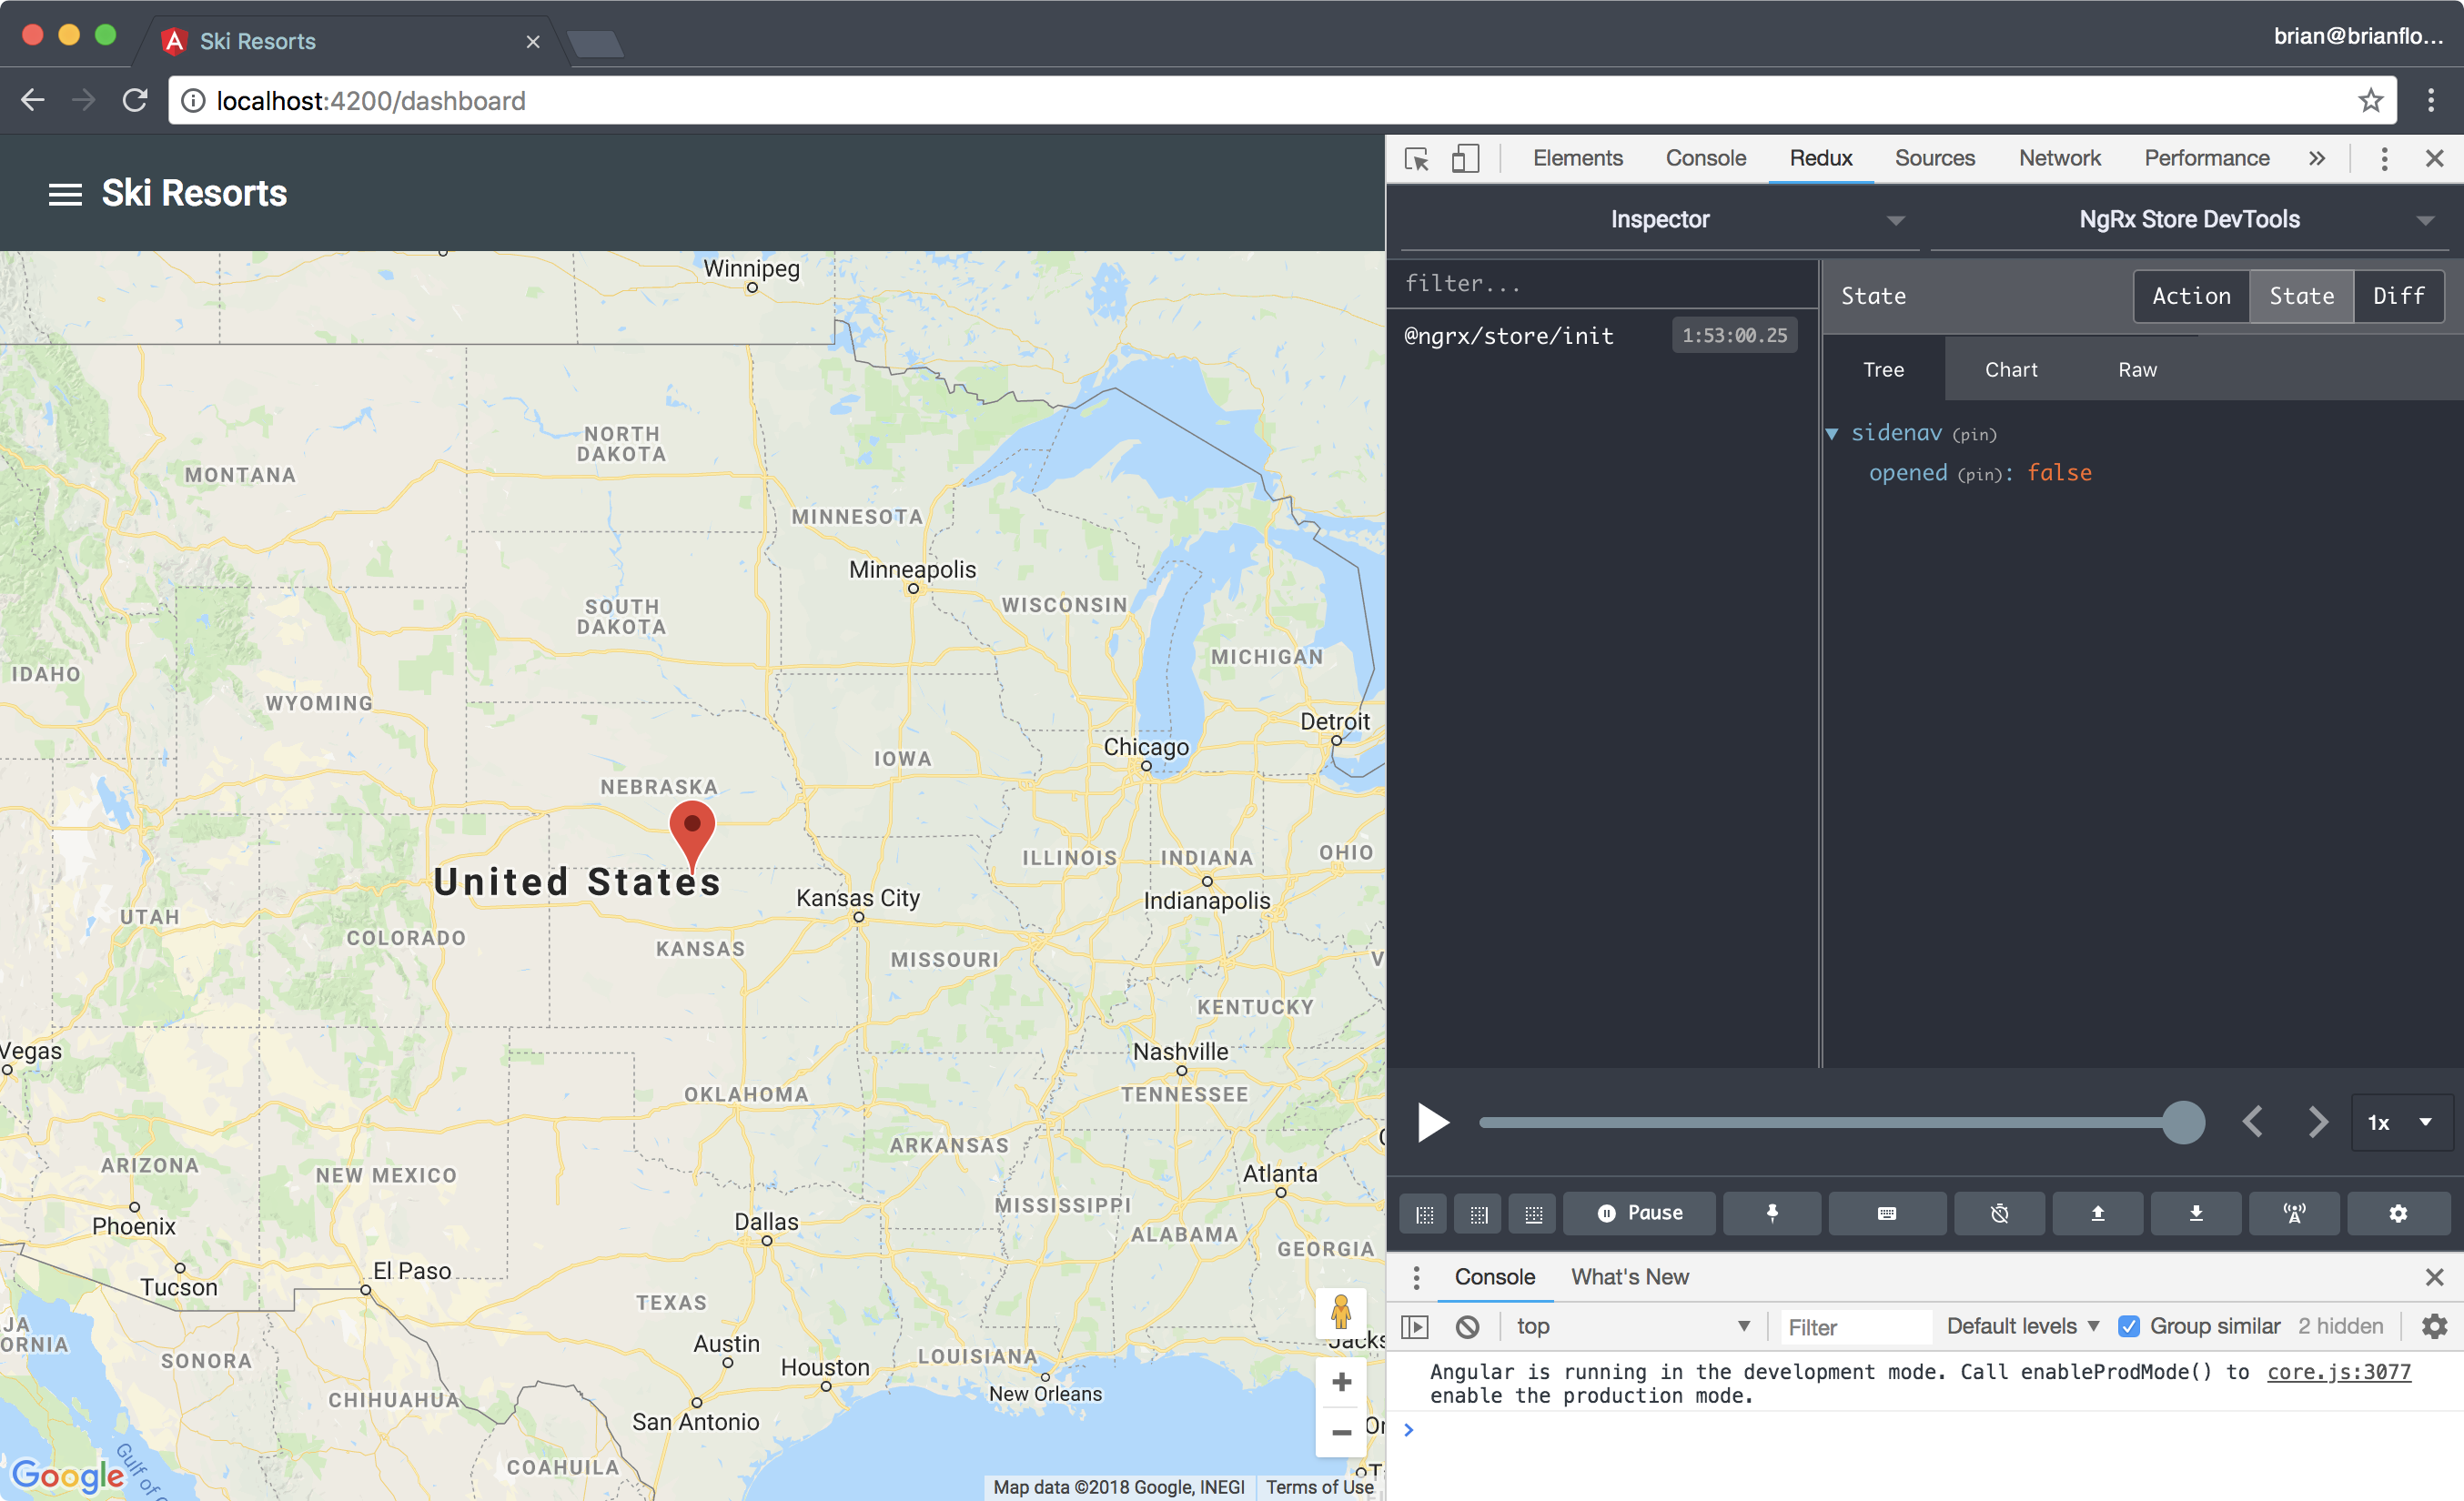 Ski Resorts
brian@brianflo...
localhost:4200/dashboard
Ski Resorts
Elements
Console
Redux
Sources
Network
Performance
Inspector
NgRx Store DevTools
filter...
@ngrx/store/init
1:53:00.25
State
Action
State
Diff
Tree
Chart
Raw
sidenav (pin)
opened (pin): false
1x
Pause
Console
What's New
top
Filter
Default levels
Group similar
2 hidden
Angular is running in the development mode. Call enableProdMode() to
enable the production mode.
core.js:3077
Winnipeg
NORTH
DAKOTA
MONTANA
MINNESOTA
Minneapolis
WISCONSIN
SOUTH
DAKOTA
MICHIGAN
IDAHO
WYOMING
Detroit
Chicago
IOWA
NEBRASKA
ILLINOIS
INDIANA
OHIO
United States
Kansas City
Indianapolis
UTAH
COLORADO
KANSAS
MISSOURI
KENTUCKY
Vegas
Nashville
OKLAHOMA
TENNESSEE
ARKANSAS
ARIZONA
NEW MEXICO
Atlanta
MISSISSIPPI
Phoenix
Dallas
ALABAMA
GEORGIA
El Paso
Tucson
TEXAS
JA
ORNIA
Austin
Jacks
SONORA
Houston
LOUISIANA
New Orleans
CHIHUAHUA
San Antonio
Or
COAHUILA
Google
Gulf of C
Map data ©2018 Google, INEGI
Terms of Use